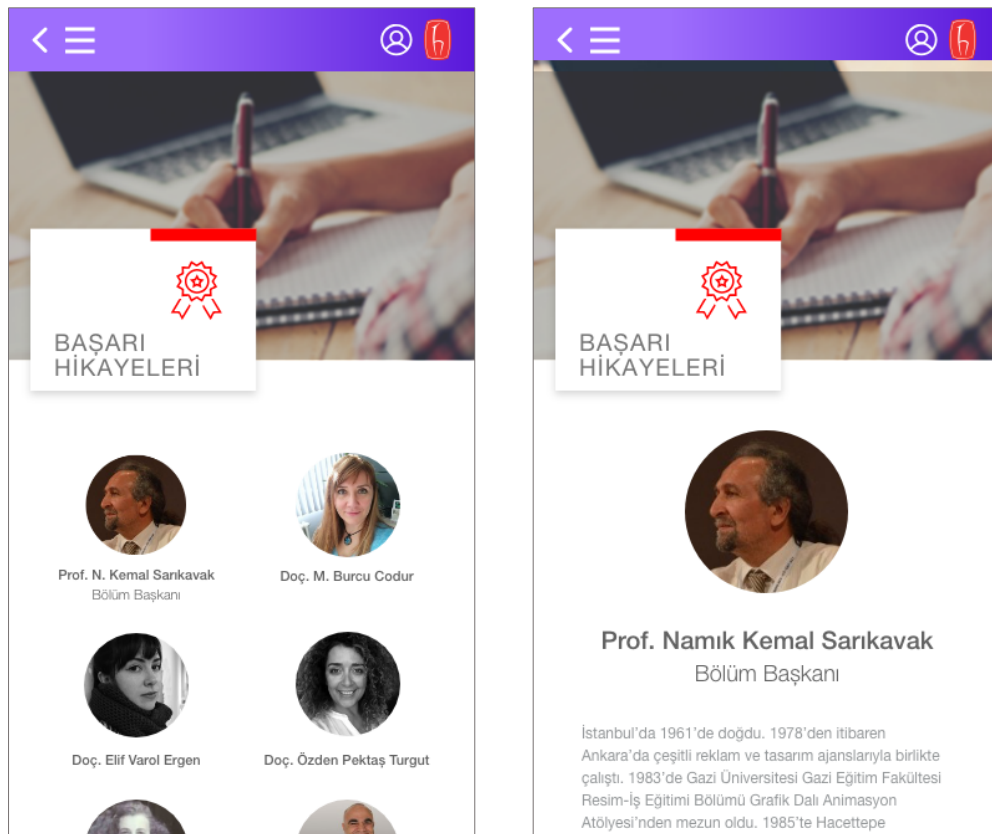 BAŞARI
HİKAYELERİ
Prof. N. Kemal Sarıkavak
Bölüm Başkanı
Doç. M. Burcu Codur
Doç. Elif Varol Ergen
Doç. Özden Pektaş Turgut
BAŞARI
HİKAYELERİ
Prof. Namık Kemal Sarıkavak
Bölüm Başkanı
İstanbul'da 1961'de doğdu. 1978'den itibaren
Ankara'da çeşitli reklam ve tasarım ajanslarıyla birlikte
çalıştı. 1983'de Gazi Üniversitesi Gazi Eğitim Fakültesi
Resim-İş Eğitimi Bölümü Grafik Dalı Animasyon
Atölyesi'nden mezun oldu. 1985'te Hacettepe